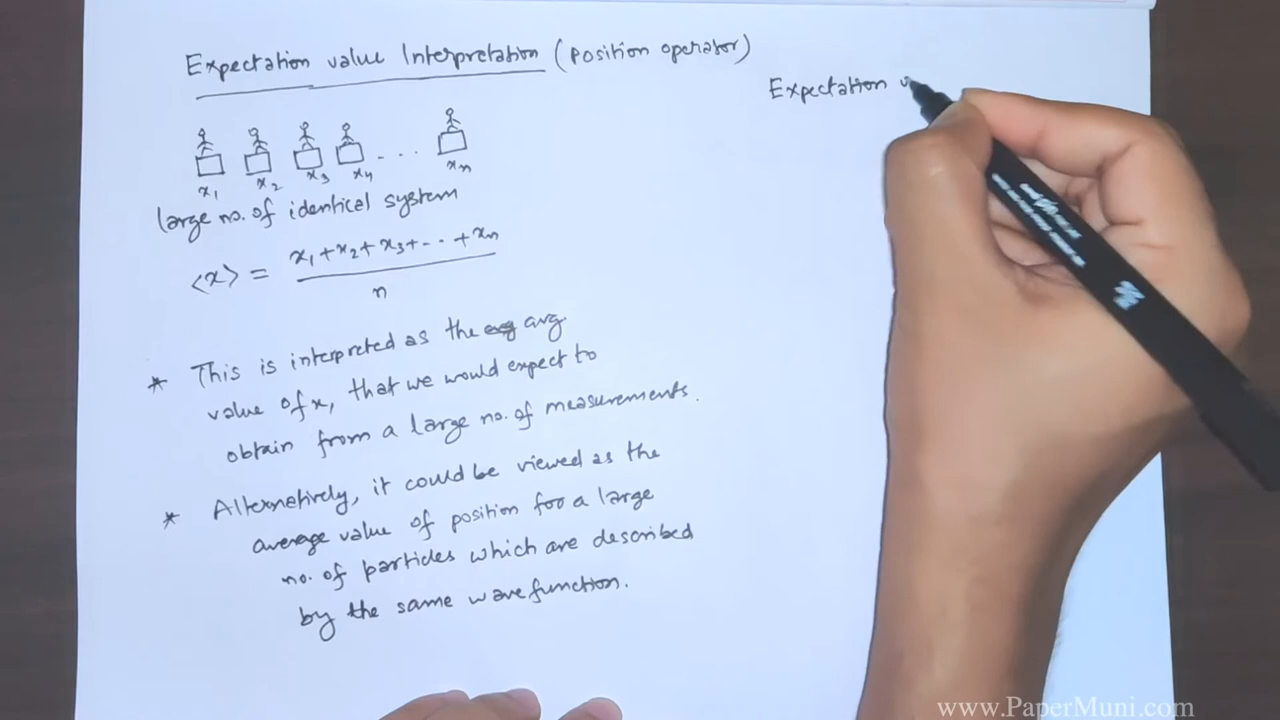 Expectation value Interpretation (position operator)
x₁ x₂ x₃ x₄ ... xₙ
large no. of identical system
⟨x⟩ = x₁+x₂+x₃+...+xₙ / n
* This is interpreted as the avg.
value of x, that we would expect to
obtain from a large no. of measurements.
* Alternatively, it could be viewed as the
average value of position for a large
no. of particles which are described
by the same wavefunction.
Expectation
www.PaperMuni.com